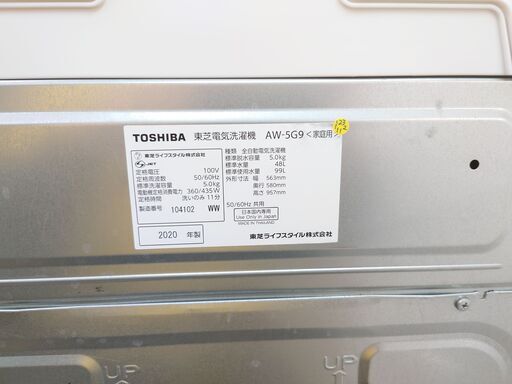 TOSHIBA 東芝電気洗濯機 AW-5G9 <家庭用>
東芝ライフスタイル株式会社
JET
定格電圧 100V
定格周波数 50/60Hz
標準洗濯容量 5.0kg
電動機定格消費電力 360/435W
定格時間 洗いのみ 11分
製造番号 104102 WW
2020 年製
種類 全自動電気洗濯機
標準脱水容量 5.0kg
標準水量 48L
標準使用水量 99L
外形寸法 幅 563mm
奥行 580mm
高さ 957mm
50/60Hz 共用
日本国内専用
Use Only in Japan
MADE IN THAILAND
東芝ライフスタイル株式会社
UP
UP